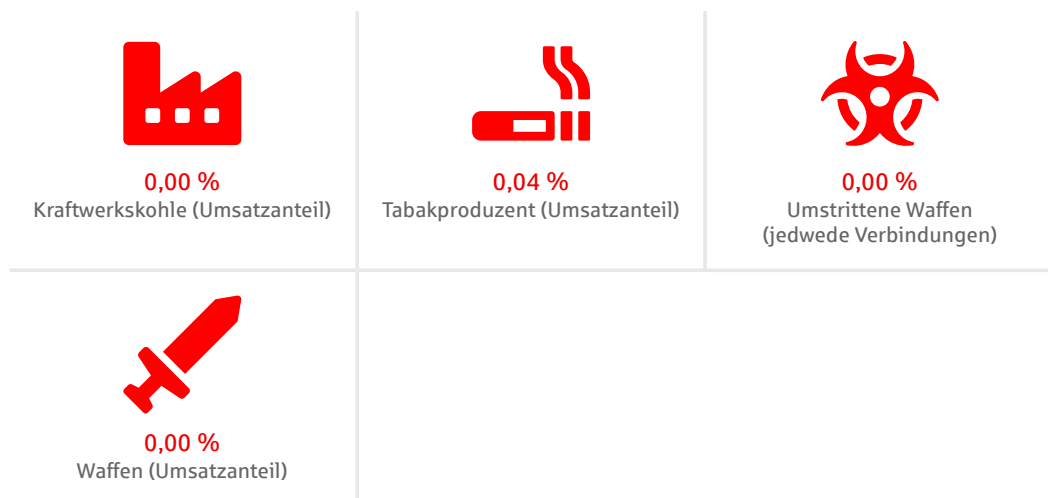 0,00 %
Kraftwerkskohle (Umsatzanteil)
0,04 %
Tabakproduzent (Umsatzanteil)
0,00 %
Umstrittene Waffen
(jedwede Verbindungen)
0,00 %
Waffen (Umsatzanteil)